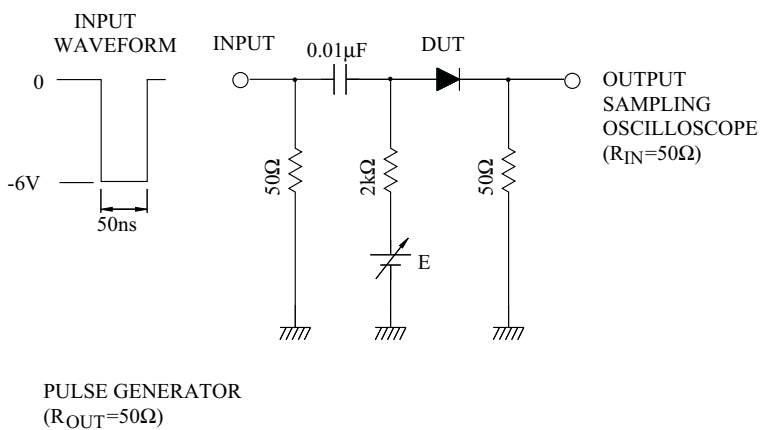 INPUT
WAVEFORM
INPUT
0.01µF
DUT
0
-6V
50ns
50Ω
2kΩ
50Ω
E
OUTPUT
SAMPLING
OSCILLOSCOPE
(RIN=50Ω)
PULSE GENERATOR
(ROUT=50Ω)